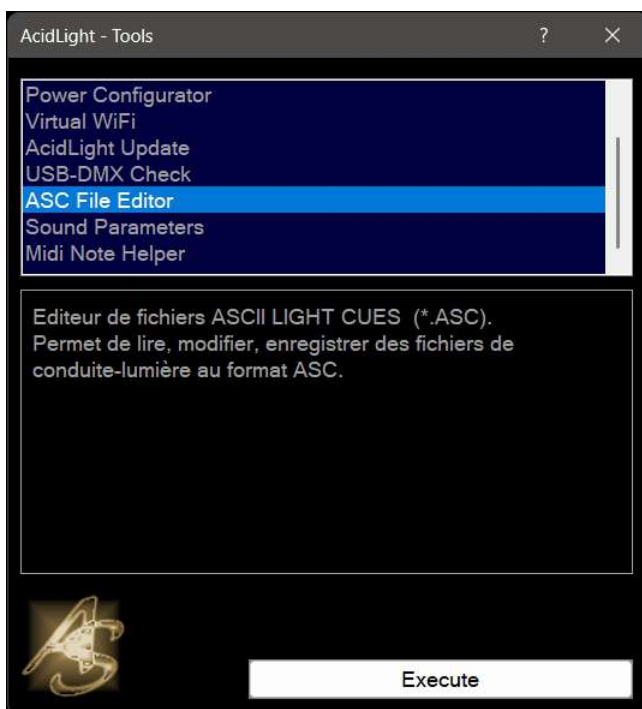 AcidLight - Tools
Power Configurator
Virtual WiFi
AcidLight Update
USB-DMX Check
ASC File Editor
Sound Parameters
Midi Note Helper
Editeur de fichiers ASCII LIGHT CUES (*.ASC).
Permet de lire, modifier, enregistrer des fichiers de
conduite-lumière au format ASC.
AS
Execute